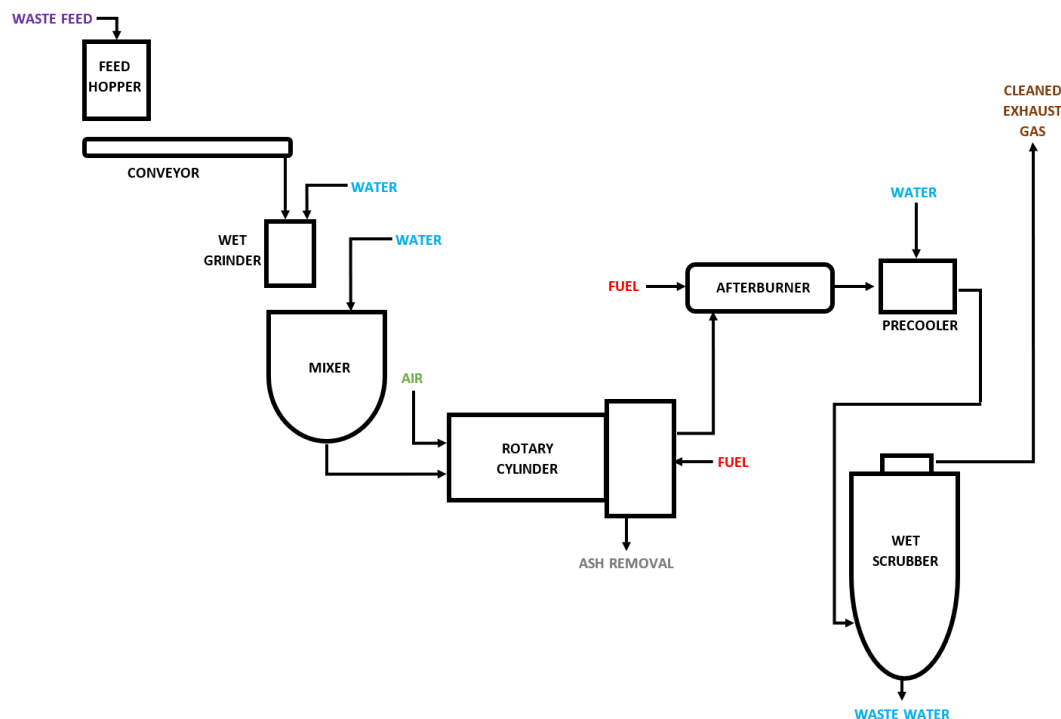 WASTE FEED
FEED
HOPPER
CONVEYOR
WATER
WET
GRINDER
WATER
MIXER
AIR
ROTARY
CYLINDER
FUEL
ASH REMOVAL
FUEL
AFTERBURNER
WATER
PRECOOLER
CLEANED
EXHAUST
GAS
WET
SCRUBBER
WASTE WATER